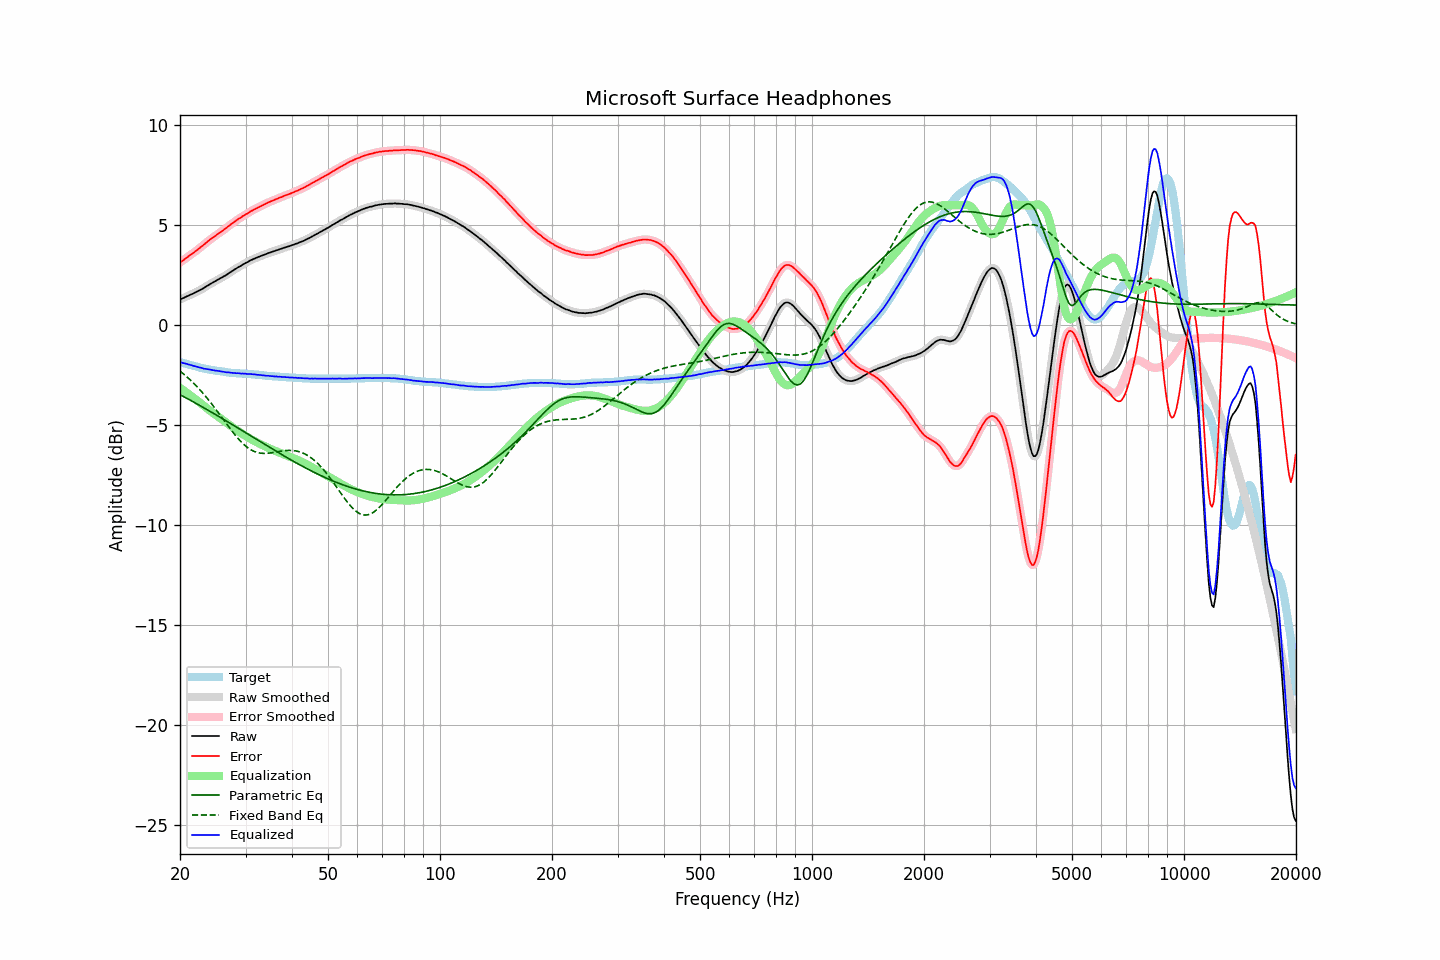 Microsoft Surface Headphones
10
5
0
−5
−10
−15
−20
−25
Amplitude (dBr)
Target
Raw Smoothed
Error Smoothed
Raw
Error
Equalization
Parametric Eq
Fixed Band Eq
Equalized
20 50 100 200 500 1000 2000 5000 10000 20000
Frequency (Hz)